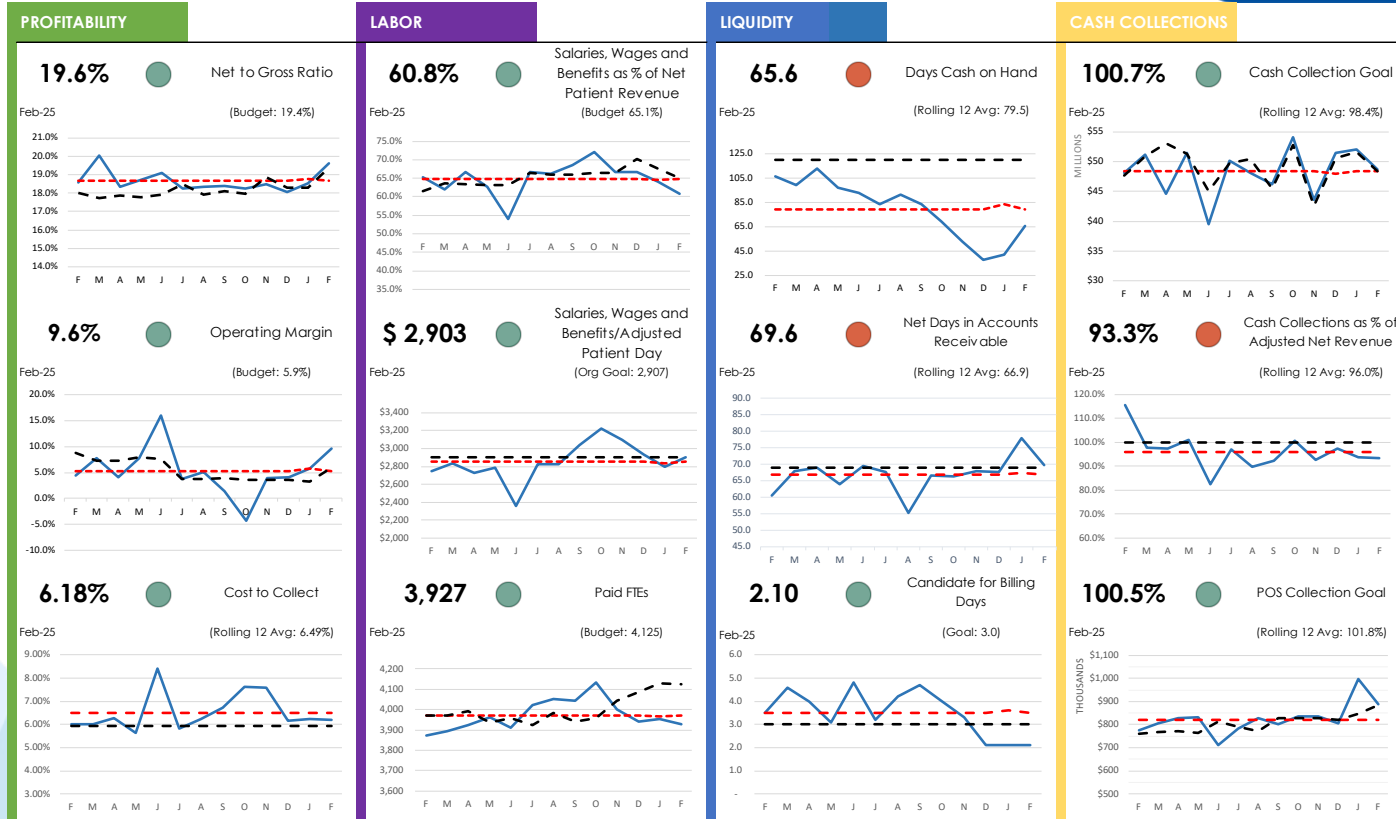 PROFITABILITY
19.6%
Net to Gross Ratio
Feb-25
(Budget: 19.4%)
21.0%
20.0%
19.0%
18.0%
17.0%
16.0%
15.0%
14.0%
F M A M J J A S O N D J F
9.6%
Operating Margin
Feb-25
(Budget: 5.9%)
20.0%
15.0%
10.0%
5.0%
0.0%
-5.0%
-10.0%
F M A M J J A S O N D J F
6.18%
Cost to Collect
Feb-25
(Rolling 12 Avg: 6.49%)
9.00%
8.00%
7.00%
6.00%
5.00%
4.00%
3.00%
F M A M J J A S O N D J F
LABOR
60.8%
Salaries, Wages and
Benefits as % of Net
Patient Revenue
Feb-25
(Budget 65.1%)
75.0%
70.0%
65.0%
60.0%
55.0%
50.0%
45.0%
40.0%
35.0%
F M A M J J A S O N D J F
$ 2,903
Salaries, Wages and
Benefits/Adjusted
Patient Day
Feb-25
(Org Goal: 2,907)
$3,400
$3,200
$3,000
$2,800
$2,600
$2,400
$2,200
$2,000
F M A M J J A S O N D J F
3,927
Paid FTEs
Feb-25
(Budget: 4,125)
4,200
4,100
4,000
3,900
3,800
3,700
3,600
F M A M J J A S O N D J F
LIQUIDITY
65.6
Days Cash on Hand
Feb-25
(Rolling 12 Avg: 79.5)
125.0
105.0
85.0
65.0
45.0
25.0
F M A M J J A S O N D J F
69.6
Net Days in Accounts
Receivable
Feb-25
(Rolling 12 Avg: 66.9)
90.0
85.0
80.0
75.0
70.0
65.0
60.0
55.0
50.0
45.0
F M A M J J A S O N D J F
2.10
Candidate for Billing
Days
Feb-25
(Goal: 3.0)
6.0
5.0
4.0
3.0
2.0
1.0
-
F M A M J J A S O N D J F
CASH COLLECTIONS
100.7%
Cash Collection Goal
Feb-25
(Rolling 12 Avg: 98.4%)
MILLIONS
$55
$50
$45
$40
$35
$30
F M A M J J A S O N D J F
93.3%
Cash Collections as % of
Adjusted Net Revenue
Feb-25
(Rolling 12 Avg: 96.0%)
120.0%
110.0%
100.0%
90.0%
80.0%
70.0%
60.0%
F M A M J J A S O N D J F
100.5%
POS Collection Goal
Feb-25
(Rolling 12 Avg: 101.8%)
THOUSANDS
$1,100
$1,000
$900
$800
$700
$600
$500
F M A M J J A S O N D J F